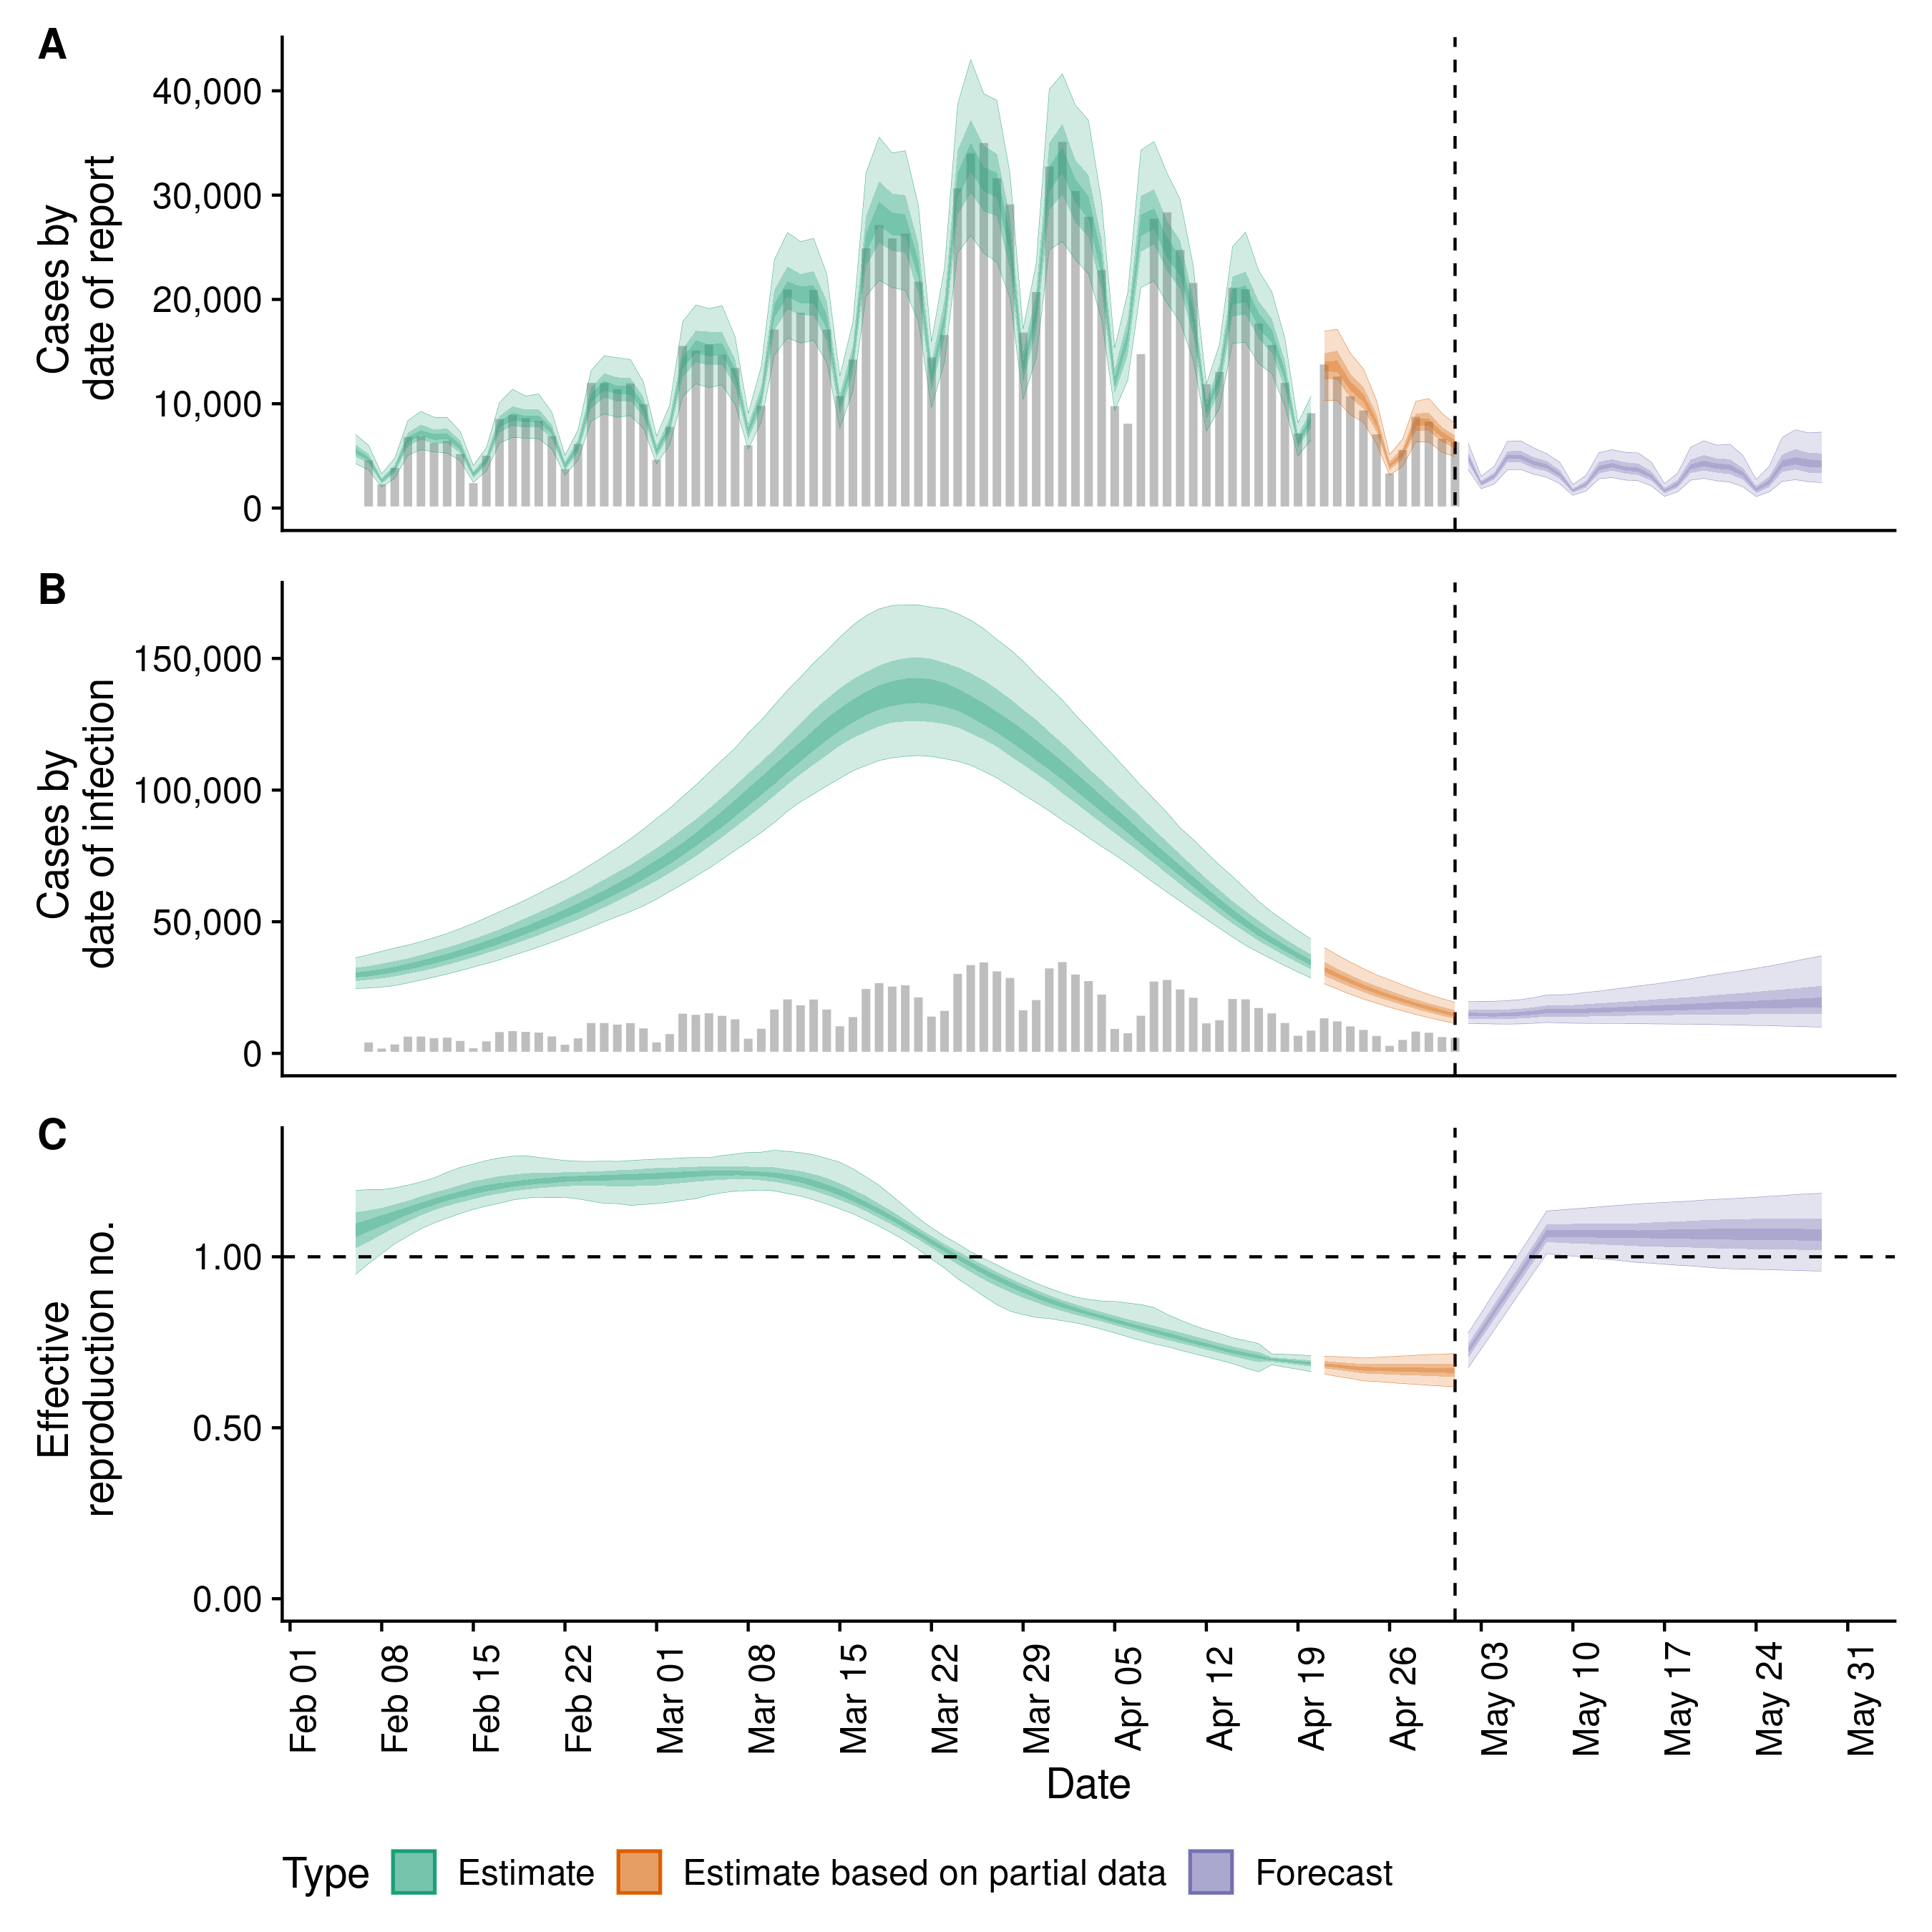 A
Cases by
date of report
40,000
30,000
20,000
10,000
0
B
Cases by
date of infection
150,000
100,000
50,000
0
C
Effective
reproduction no.
1.00
0.50
0.00
Feb 01
Feb 08
Feb 15
Feb 22
Mar 01
Mar 08
Mar 15
Mar 22
Mar 29
Apr 05
Apr 12
Apr 19
Apr 26
May 03
May 10
May 17
May 24
May 31
Date
Type Estimate Estimate based on partial data Forecast